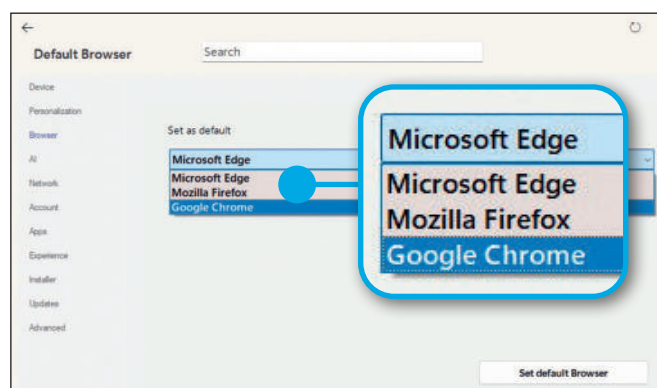 Default Browser
Search
Device
Personalization
Browser
AI
Network
Account
Apps
Experience
Installer
Updates
Advanced
Set as default
Microsoft Edge
Microsoft Edge
Mozilla Firefox
Google Chrome
Microsoft Edge
Microsoft Edge
Mozilla Firefox
Google Chrome
Set default Browser